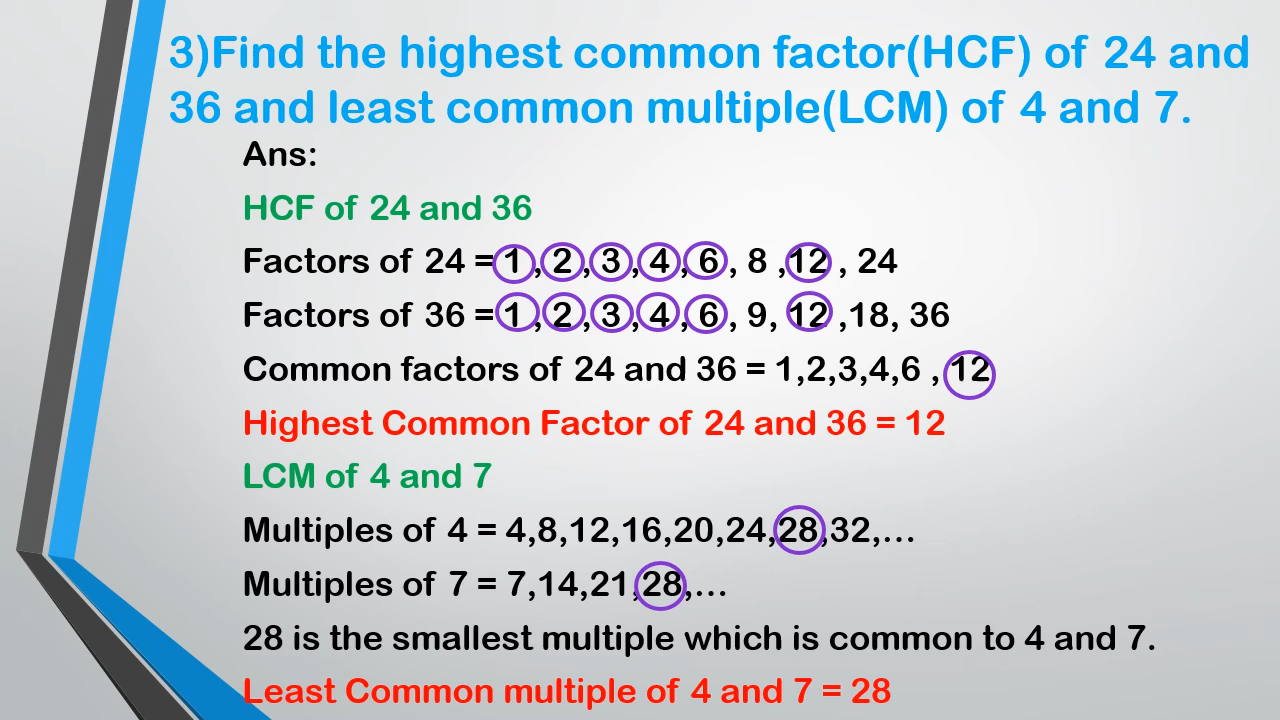 3)Find the highest common factor(HCF) of 24 and
36 and least common multiple(LCM) of 4 and 7.
Ans:
HCF of 24 and 36
Factors of 24 = 1 , 2 , 3 , 4 , 6 , 8 , 12 , 24
Factors of 36 = 1 , 2 , 3 , 4 , 6 , 9, 12 ,18, 36
Common factors of 24 and 36 = 1,2,3,4,6 , 12
Highest Common Factor of 24 and 36 = 12
LCM of 4 and 7
Multiples of 4 = 4,8,12,16,20,24,28,32,...
Multiples of 7 = 7,14,21,28,...
28 is the smallest multiple which is common to 4 and 7.
Least Common multiple of 4 and 7 = 28